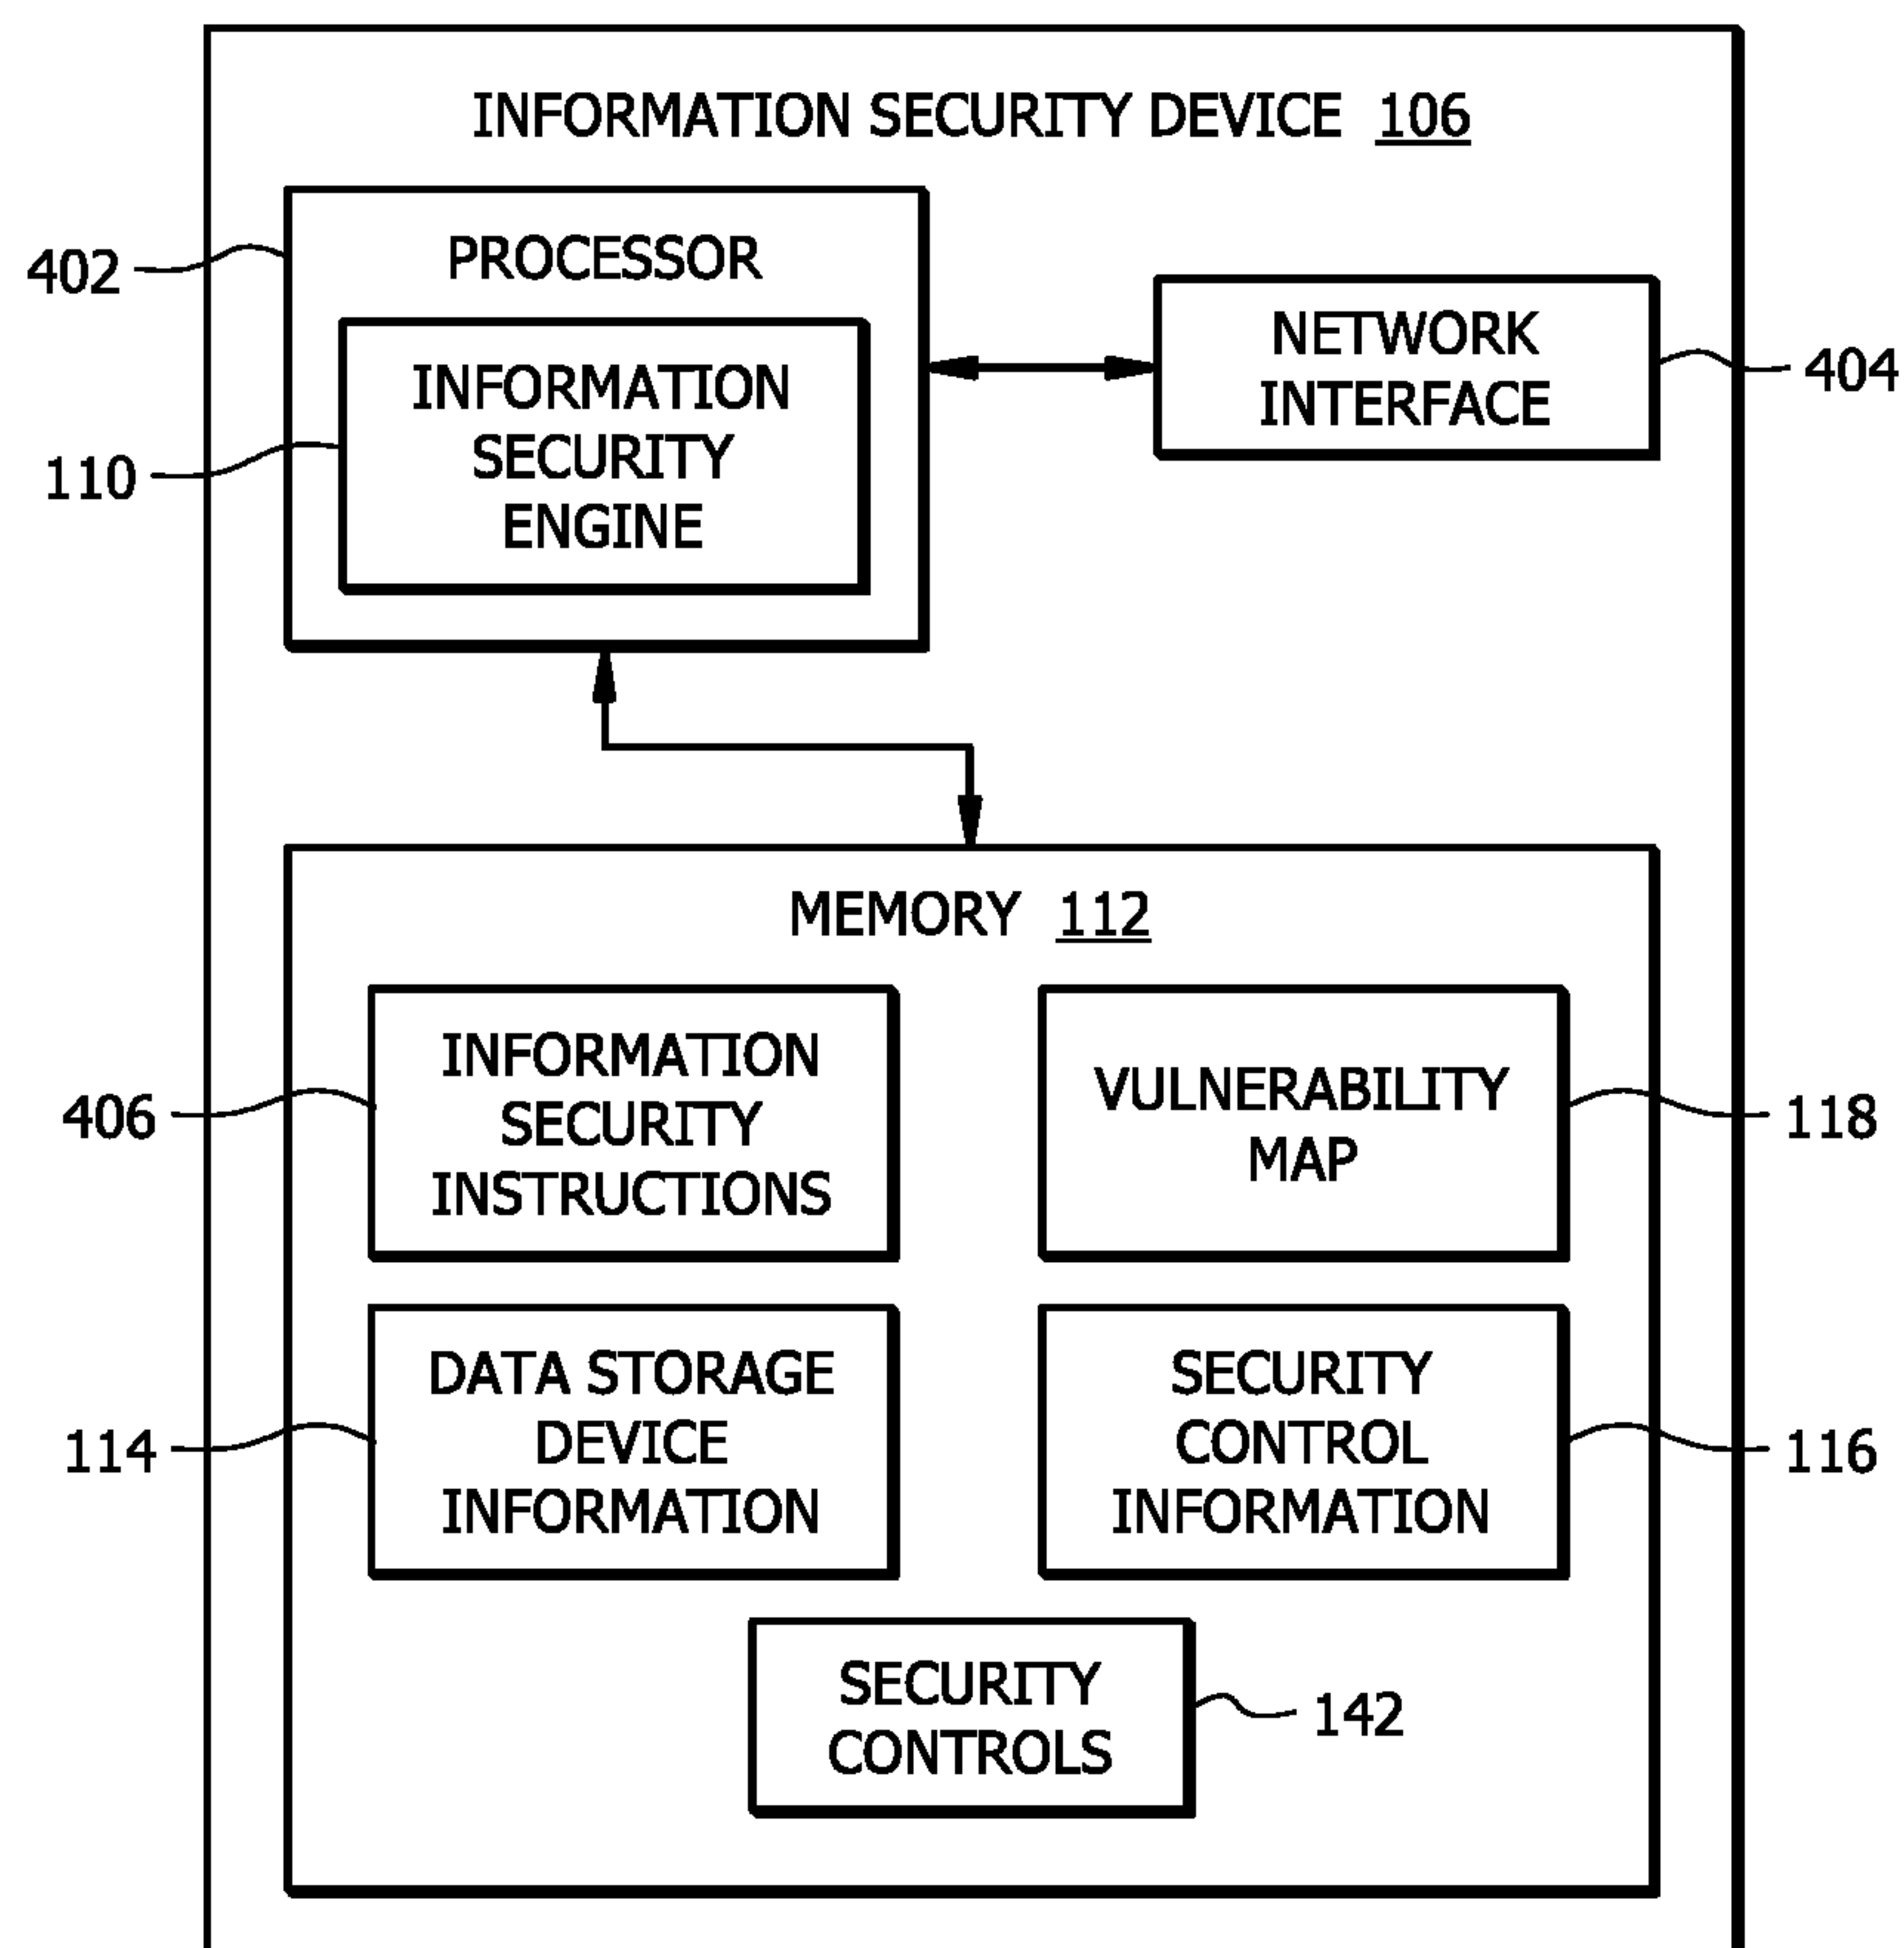 INFORMATION SECURITY DEVICE 106
402
PROCESSOR
110
INFORMATION
SECURITY
ENGINE
NETWORK
INTERFACE
404
MEMORY 112
406
INFORMATION
SECURITY
INSTRUCTIONS
VULNERABILITY
MAP
118
114
DATA STORAGE
DEVICE
INFORMATION
SECURITY
CONTROL
INFORMATION
116
SECURITY
CONTROLS
142